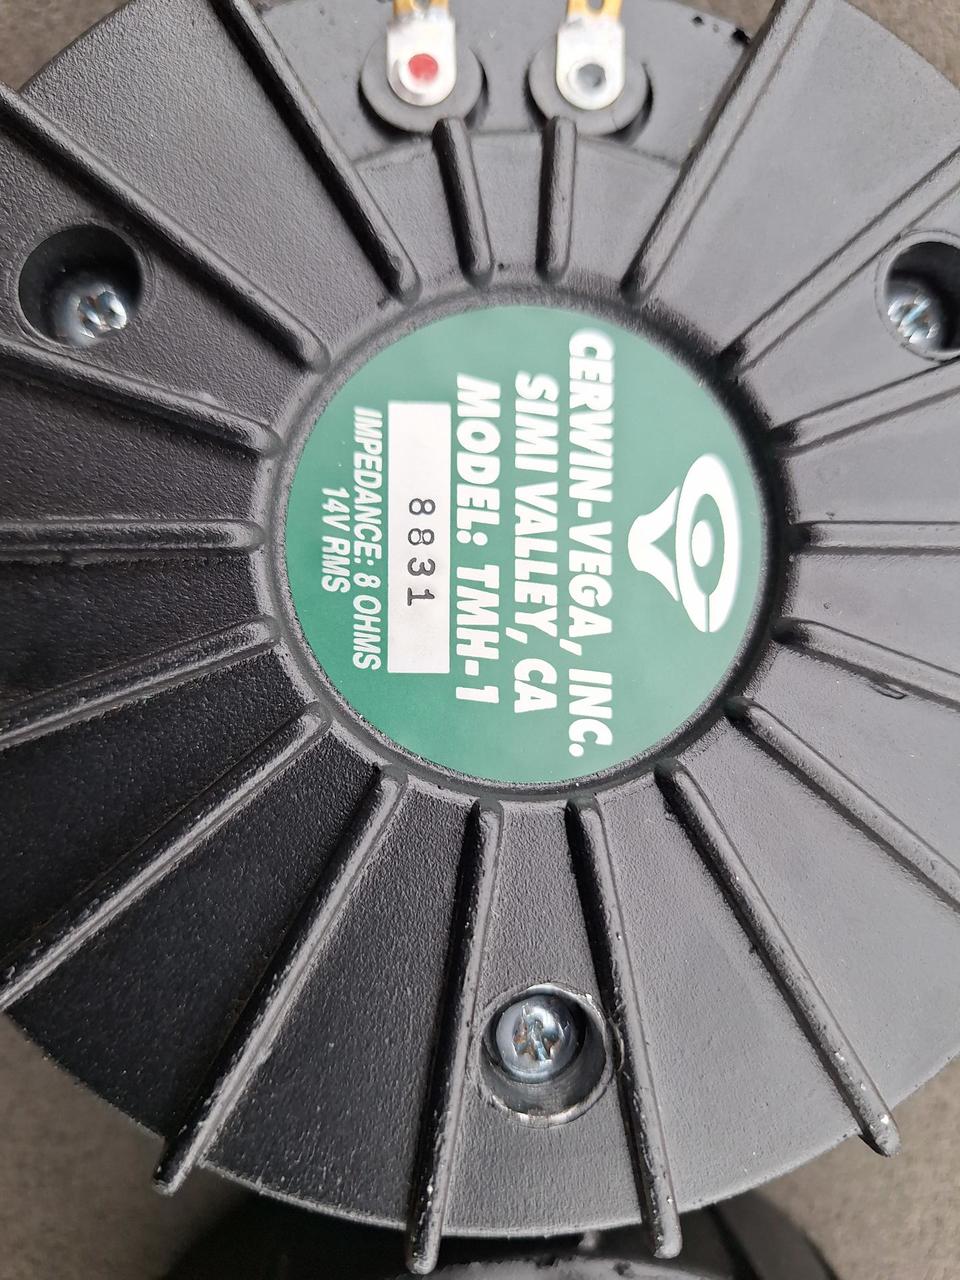 CERWIN-VEGA, INC.
SIMI VALLEY, CA
MODEL: TMH-1
8831
IMPEDANCE: 8 OHMS
14V RMS